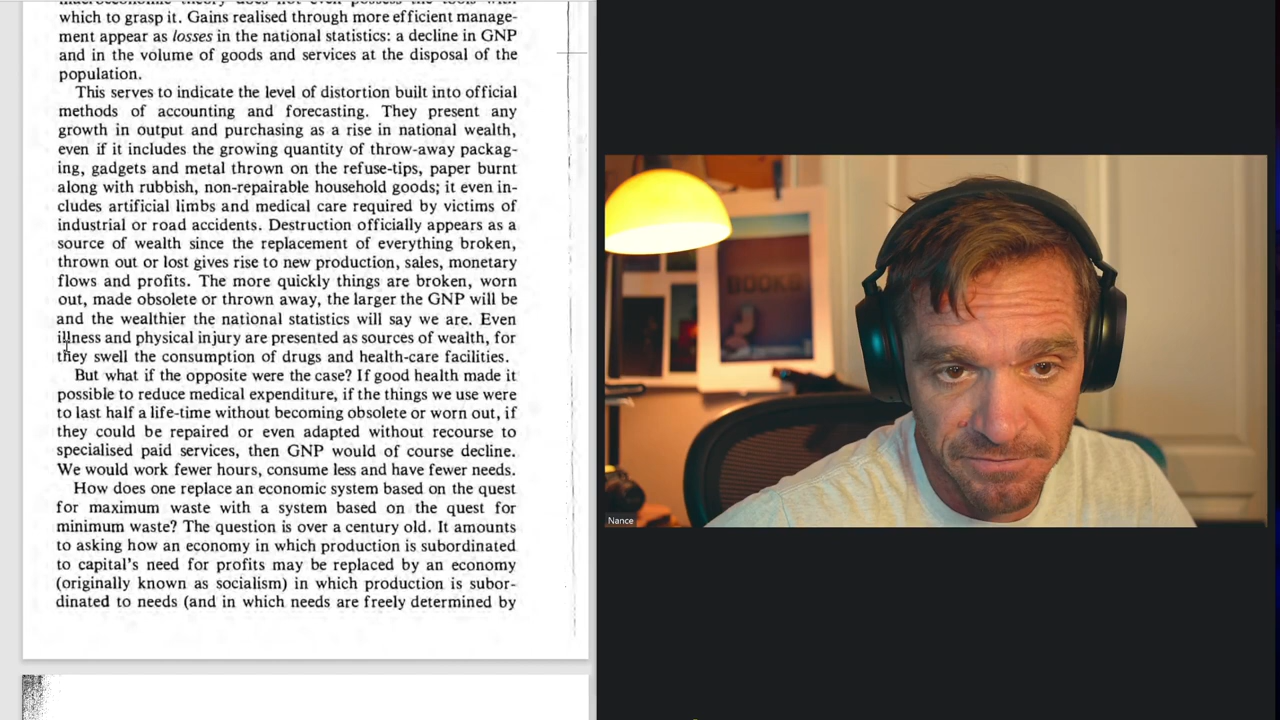 which to grasp it. Gains realised through more efficient manage-
ment appear as losses in the national statistics: a decline in GNP
and in the volume of goods and services at the disposal of the
population.
This serves to indicate the level of distortion built into official
methods of accounting and forecasting. They present any
growth in output and purchasing as a rise in national wealth,
even if it includes the growing quantity of throw-away packag-
ing, gadgets and metal thrown on the refuse-tips, paper burnt
along with rubbish, non-repairable household goods; it even in-
cludes artificial limbs and medical care required by victims of
industrial or road accidents. Destruction officially appears as a
source of wealth since the replacement of everything broken,
thrown out or lost gives rise to new production, sales, monetary
flows and profits. The more quickly things are broken, worn
out, made obsolete or thrown away, the larger the GNP will be
and the wealthier the national statistics will say we are. Even
illness and physical injury are presented as sources of wealth, for
they swell the consumption of drugs and health-care facilities.
But what if the opposite were the case? If good health made it
possible to reduce medical expenditure, if the things we use were
to last half a life-time without becoming obsolete or worn out, if
they could be repaired or even adapted without recourse to
specialised paid services, then GNP would of course decline.
We would work fewer hours, consume less and have fewer needs.
How does one replace an economic system based on the quest
for maximum waste with a system based on the quest for
minimum waste? The question is over a century old. It amounts
to asking how an economy in which production is subordinated
to capital's need for profits may be replaced by an economy
(originally known as socialism) in which production is subor-
dinated to needs (and in which needs are freely determined by
BOOKS
Nance